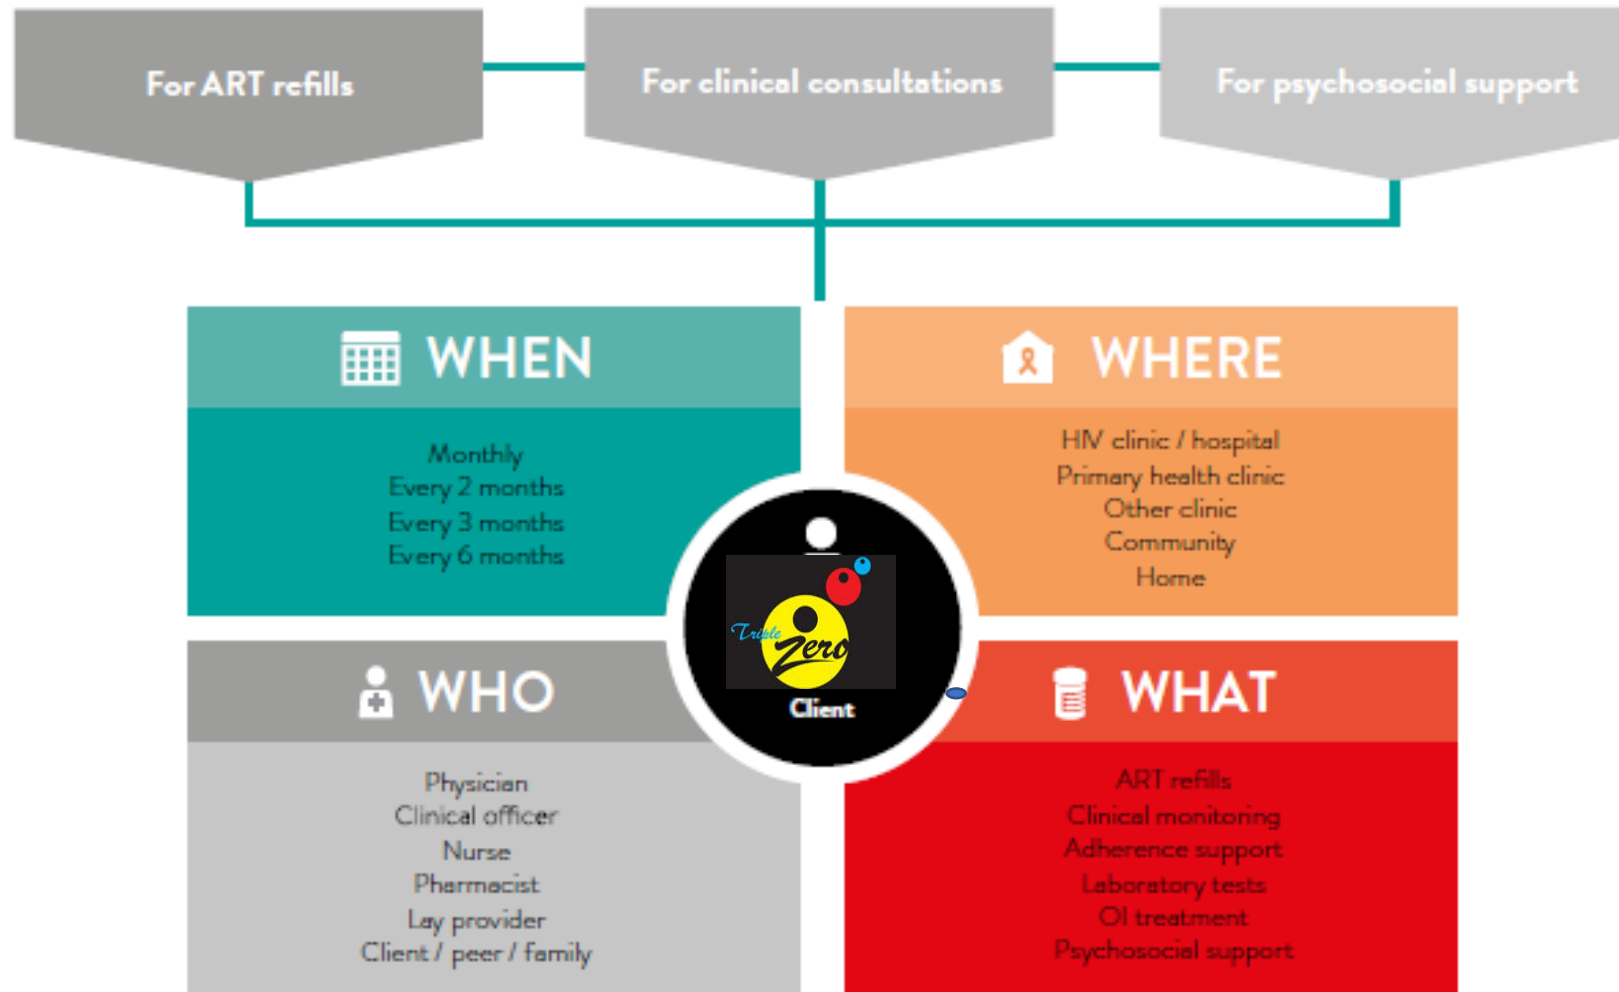 For ART refills
For clinical consultations
For psychosocial support
WHEN
Monthly
Every 2 months
Every 3 months
Every 6 months
WHERE
HIV clinic / hospital
Primary health clinic
Other clinic
Community
Home
Triple
Zero
Client
WHO
Physician
Clinical officer
Nurse
Pharmacist
Lay provider
Client / peer / family
WHAT
ART refills
Clinical monitoring
Adherence support
Laboratory tests
OI treatment
Psychosocial support